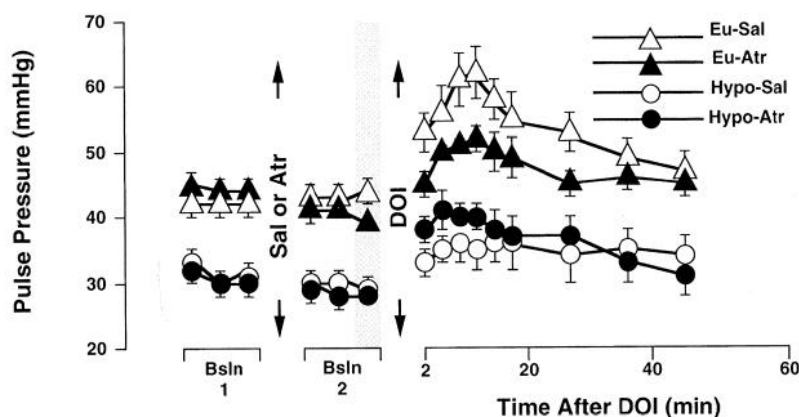 70
60
50
40
30
20
Pulse Pressure (mmHg)
Sal or Atr
DOI
Eu-Sal
Eu-Atr
Hypo-Sal
Hypo-Atr
Bsln
1
Bsln
2
2
20
40
60
Time After DOI (min)